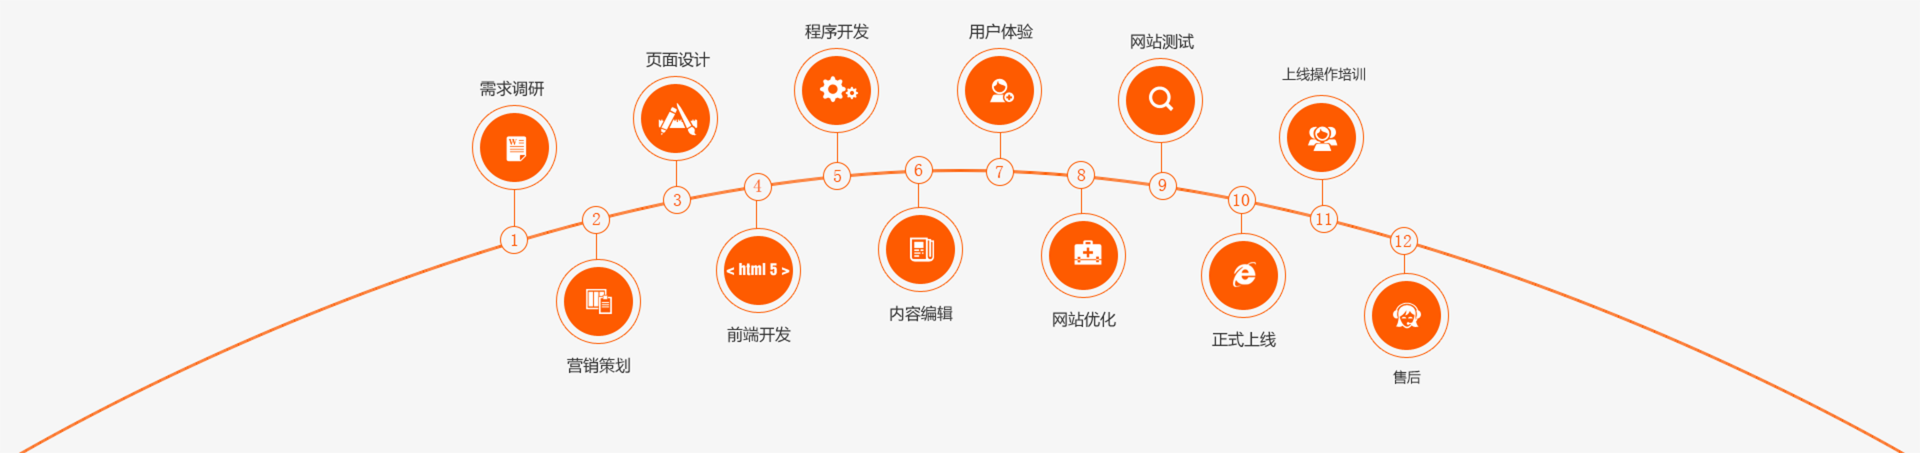 需求调研
1
2
营销策划
页面设计
3
4
< html 5 >
前端开发
程序开发
5
6
内容编辑
用户体验
7
8
网站优化
网站测试
9
10
正式上线
上线操作培训
11
12
售后
W